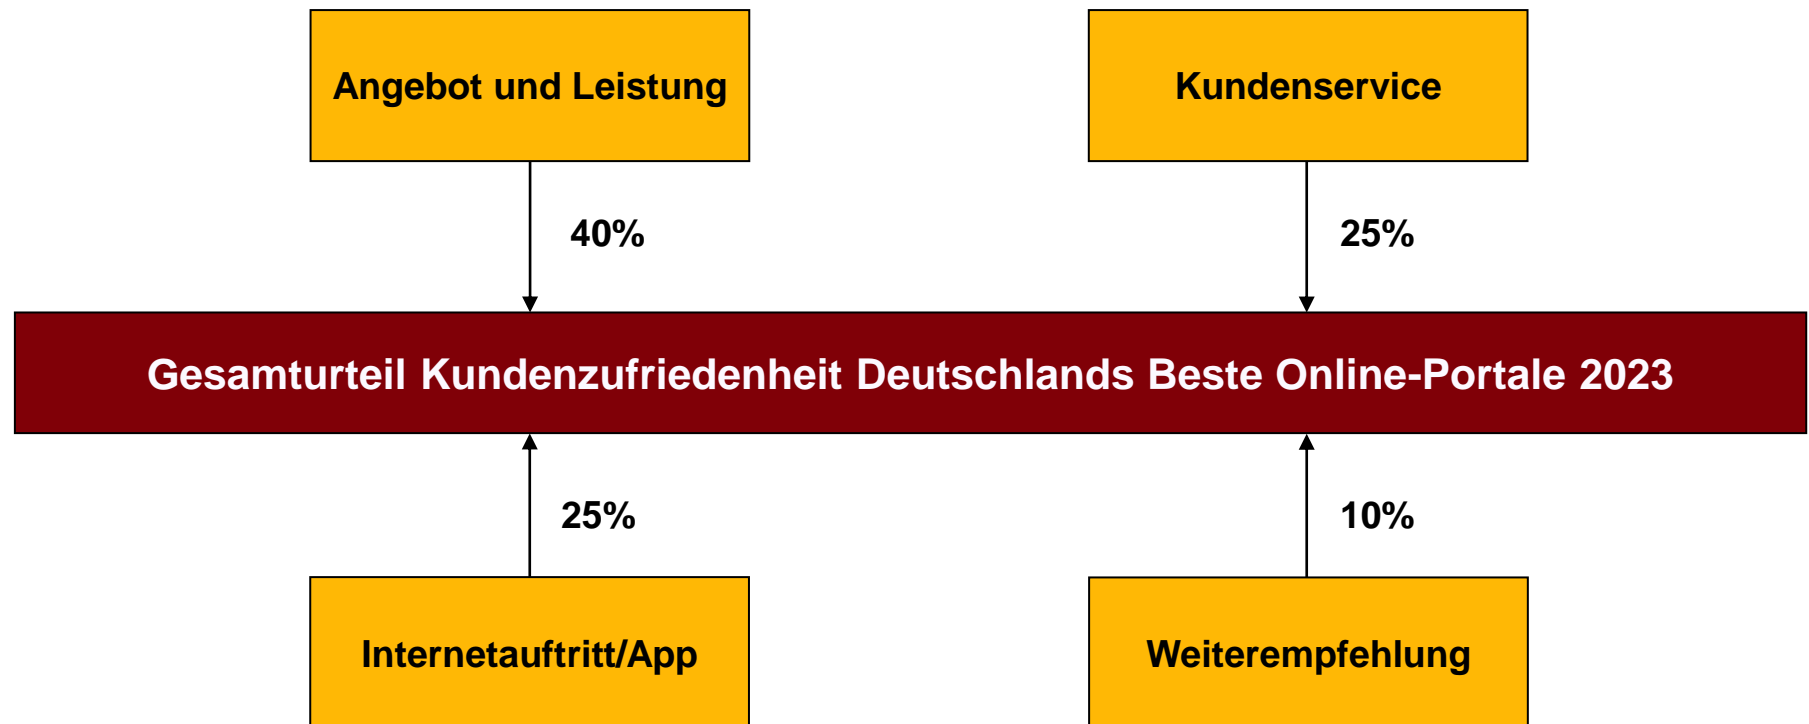 Angebot und Leistung
Kundenservice
40%
25%
Gesamturteil Kundenzufriedenheit Deutschlands Beste Online-Portale 2023
25%
10%
Internetauftritt/App
Weiterempfehlung